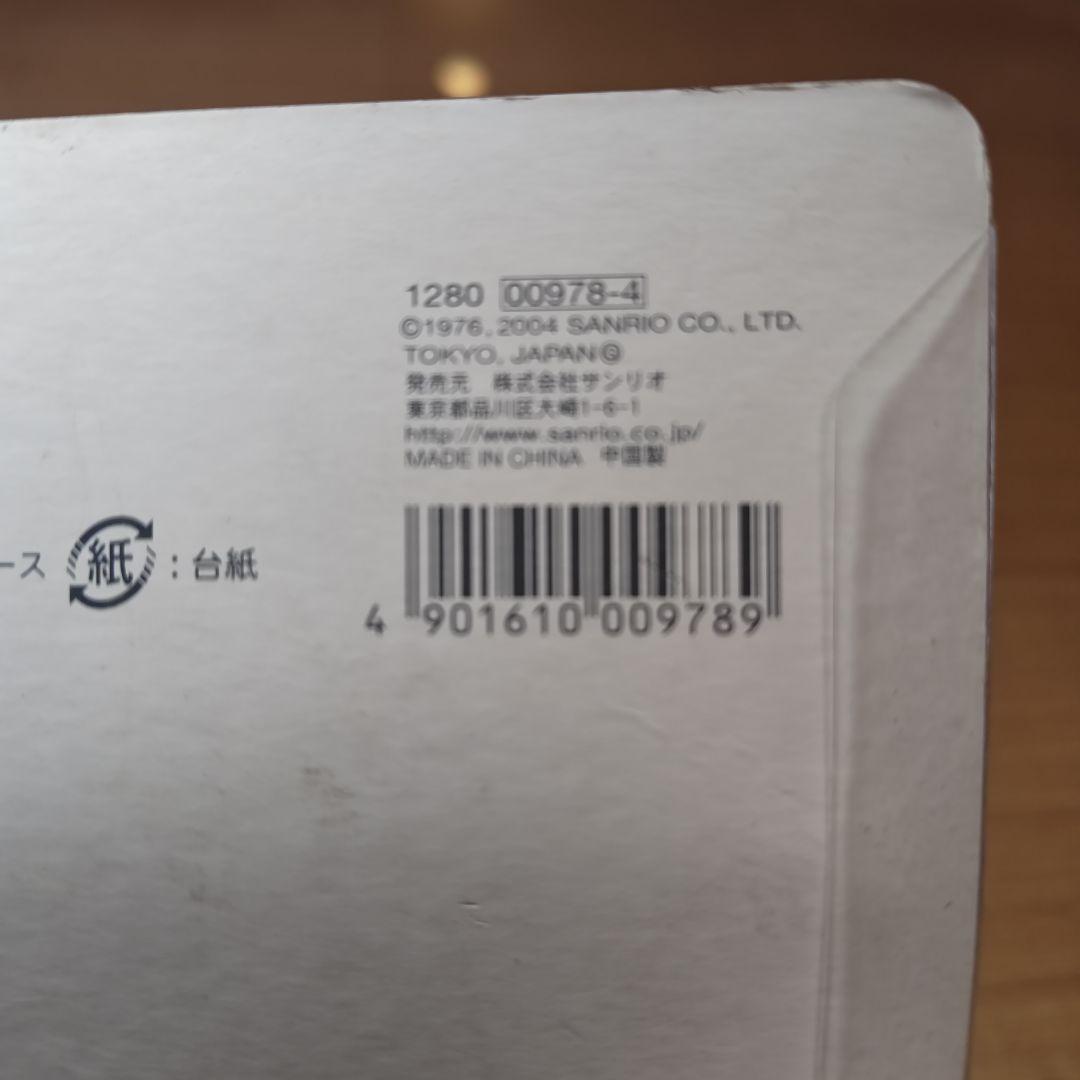 1280 00978-4
©1976, 2004 SANRIO CO., LTD.
TOKYO, JAPAN Ⓖ
発売元 株式会社サンリオ
東京都品川区大崎1-6-1
http://www.sanrio.co.jp/
MADE IN CHINA 中国製
ース 紙 : 台紙
4 901610 009789